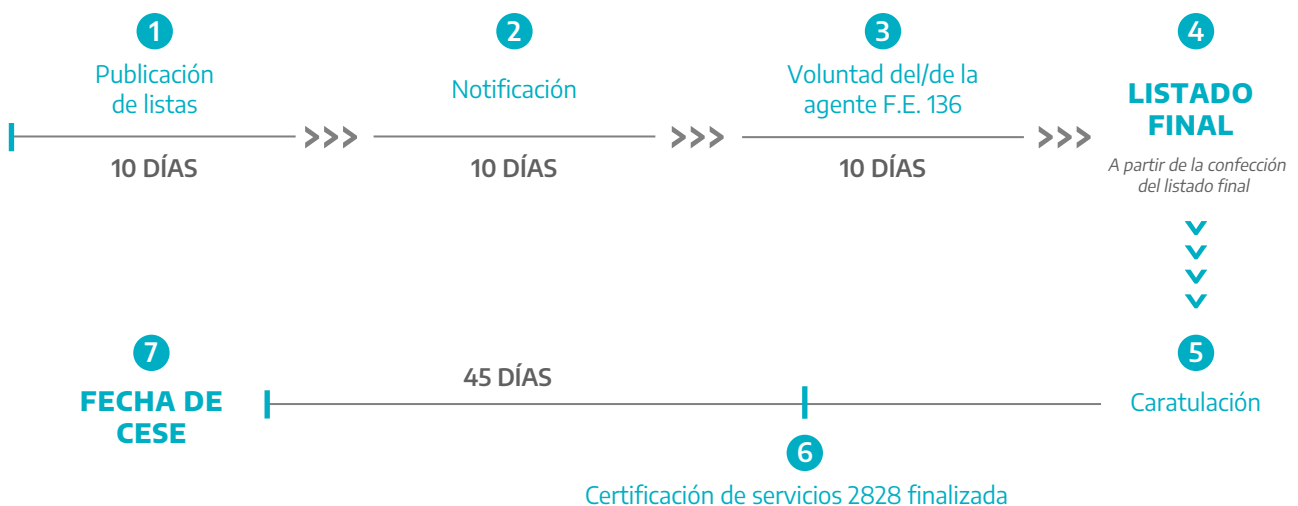 1
Publicación
de listas
10 DÍAS
2
Notificación
10 DÍAS
3
Voluntad del/de la
agente F.E. 136
10 DÍAS
4
LISTADO
FINAL
A partir de la confección
del listado final
5
Caratulación
45 DÍAS
6
Certificación de servicios 2828 finalizada
7
FECHA DE
CESE